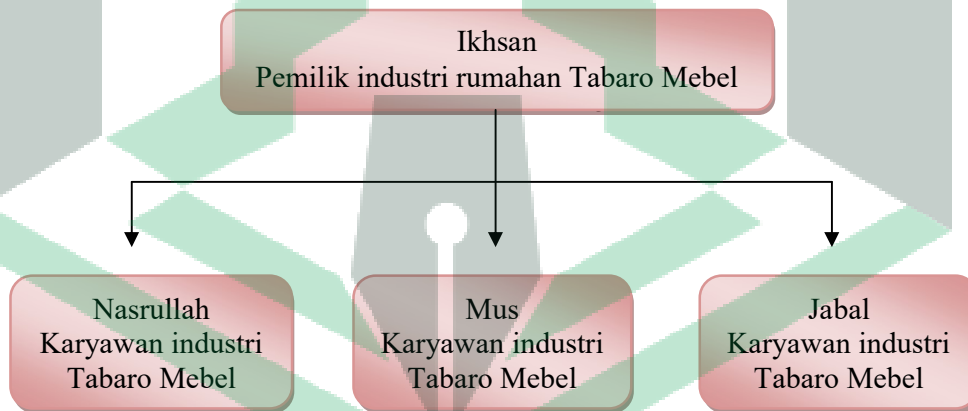 Ikhsan
Pemilik industri rumahan Tabaro Mebel
Nasrullah
Karyawan industri
Tabaro Mebel
Mus
Karyawan industri
Tabaro Mebel
Jabal
Karyawan industri
Tabaro Mebel